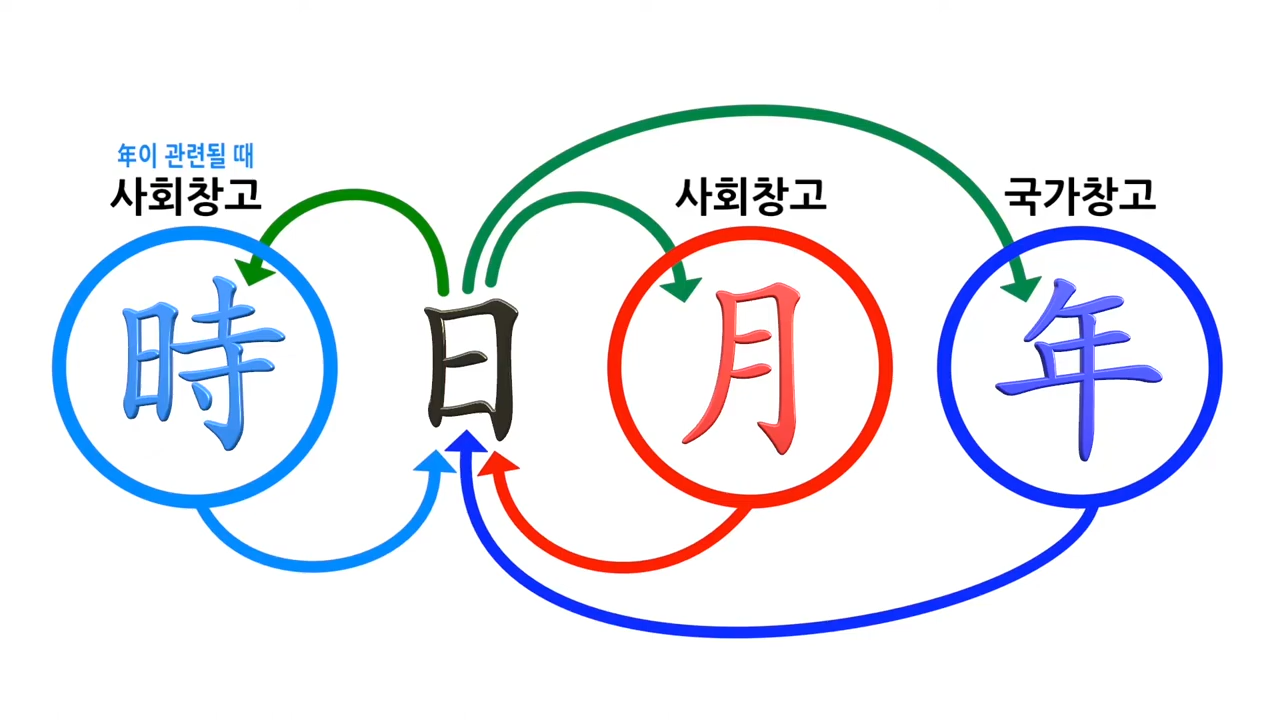 年이 관련될 때
사회창고
사회창고
국가창고
時 日 月 年